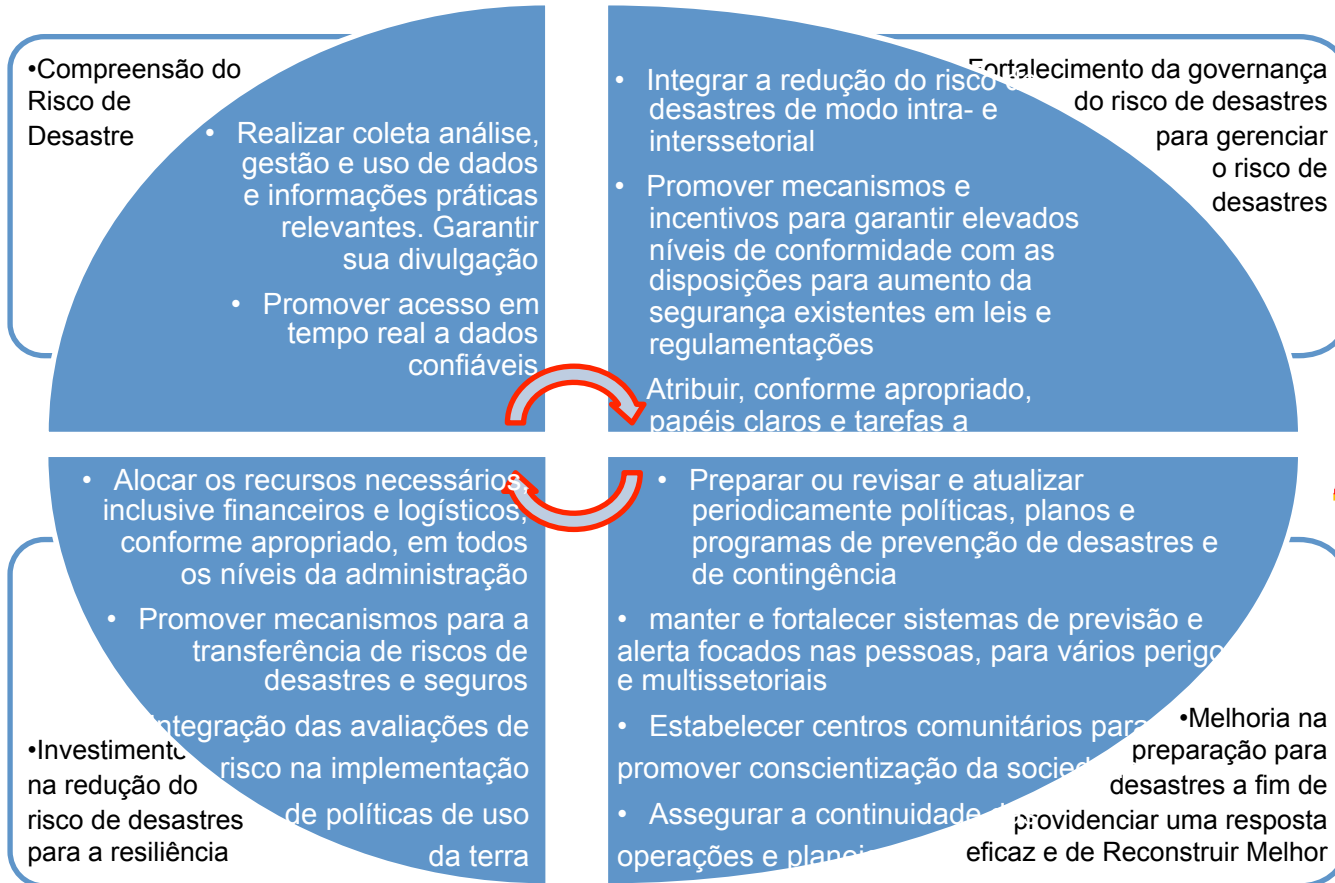 •Compreensão do
Risco de
Desastre
• Realizar coleta análise,
gestão e uso de dados
e informações práticas
relevantes. Garantir
sua divulgação
• Promover acesso em
tempo real a dados
confiáveis
• Integrar a redução do risco
desastres de modo intra- e
interssetorial
• Promover mecanismos e
incentivos para garantir elevados
níveis de conformidade com as
disposições para aumento da
segurança existentes em leis e
regulamentações
Atribuir, conforme apropriado,
papéis claros e tarefas a
Fortalecimento da governança
do risco de desastres
para gerenciar
o risco de
desastres
• Alocar os recursos necessários,
inclusive financeiros e logísticos,
conforme apropriado, em todos
os níveis da administração
• Promover mecanismos para a
transferência de riscos de
desastres e seguros
integração das avaliações de
risco na implementação
de políticas de uso
da terra
•Investimento
na redução do
risco de desastres
para a resiliência
• Preparar ou revisar e atualizar
periodicamente políticas, planos e
programas de prevenção de desastres e
de contingência
• manter e fortalecer sistemas de previsão e
alerta focados nas pessoas, para vários perigo
e multissetoriais
• Estabelecer centros comunitários para
promover conscientização da
• Assegurar a continuidade
operações e
•Melhoria na
preparação para
desastres a fim de
providenciar uma resposta
eficaz e de Reconstruir Melhor